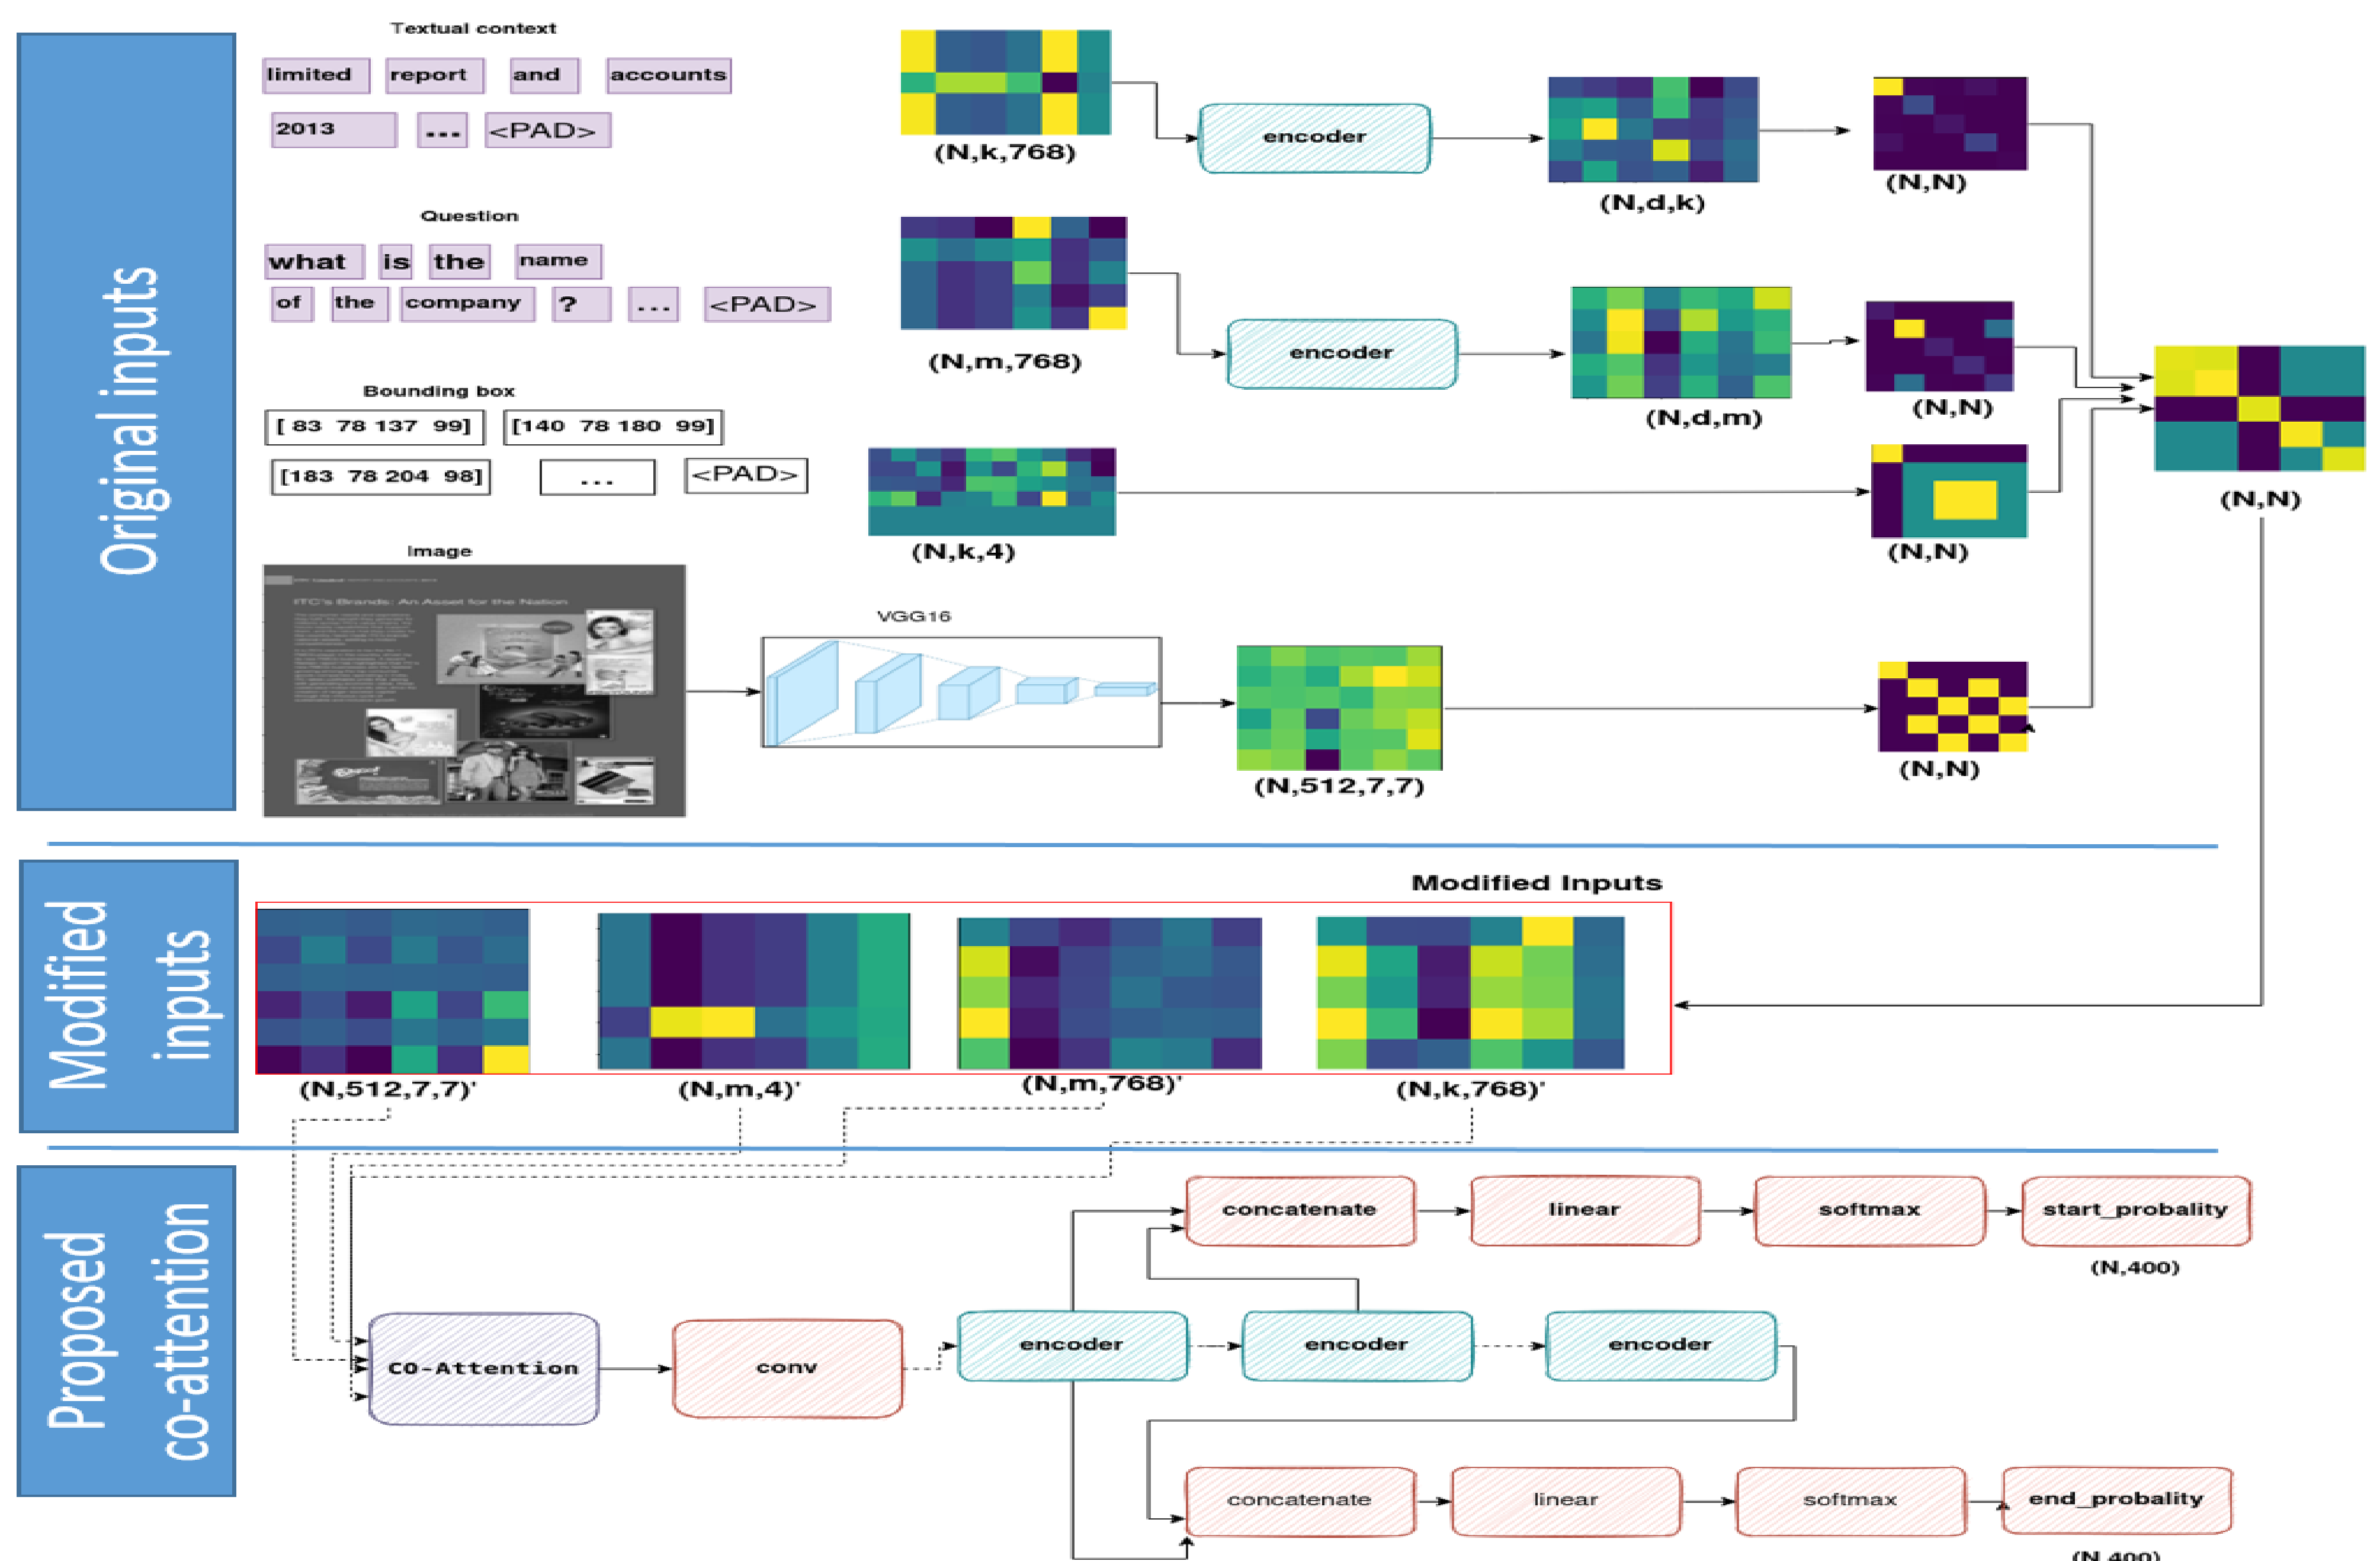 Original inputs
Textual context
limited report and accounts
2013 ... <PAD>
(N,k,768)
encoder
(N,d,k)
(N,N)
Question
what is the name
of the company ? ... <PAD>
(N,m,768)
encoder
(N,d,m)
(N,N)
Bounding box
[ 83 78 137 99] [140 78 180 99]
[183 78 204 98] ... <PAD>
(N,k,4)
(N,N)
(N,N)
Image
ITC's Brands: An Asset for the Nation
VGG16
(N,512,7,7)
(N,N)
Modified inputs
Modified Inputs
(N,512,7,7)' (N,m,4)' (N,m,768)' (N,k,768)'
Proposed co-attention
concatenate linear softmax start_probality
(N,400)
CO-Attention conv encoder encoder encoder
concatenate linear softmax end_probality
(N,400)